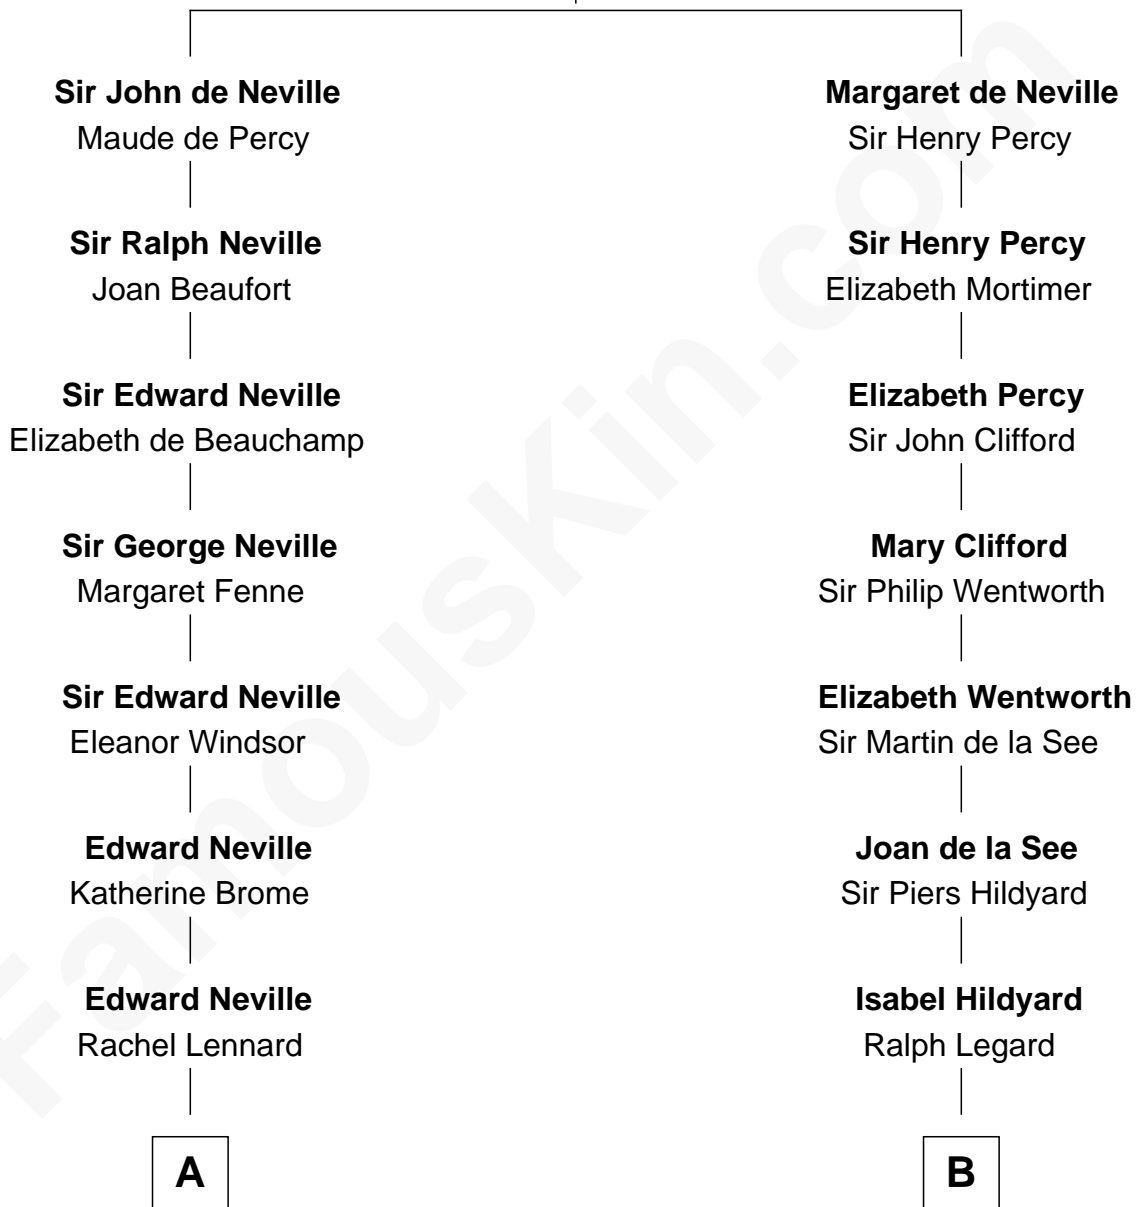 Sir John de Neville
Maude de Percy
Margaret de Neville
Sir Henry Percy
Sir Ralph Neville
Joan Beaufort
Sir Henry Percy
Elizabeth Mortimer
Sir Edward Neville
Elizabeth de Beauchamp
Elizabeth Percy
Sir John Clifford
Sir George Neville
Margaret Fenne
Mary Clifford
Sir Philip Wentworth
Sir Edward Neville
Eleanor Windsor
Elizabeth Wentworth
Sir Martin de la See
Edward Neville
Katherine Brome
Joan de la See
Sir Piers Hildyard
Edward Neville
Rachel Lennard
Isabel Hildyard
Ralph Legard
A
B
FamousKin.com